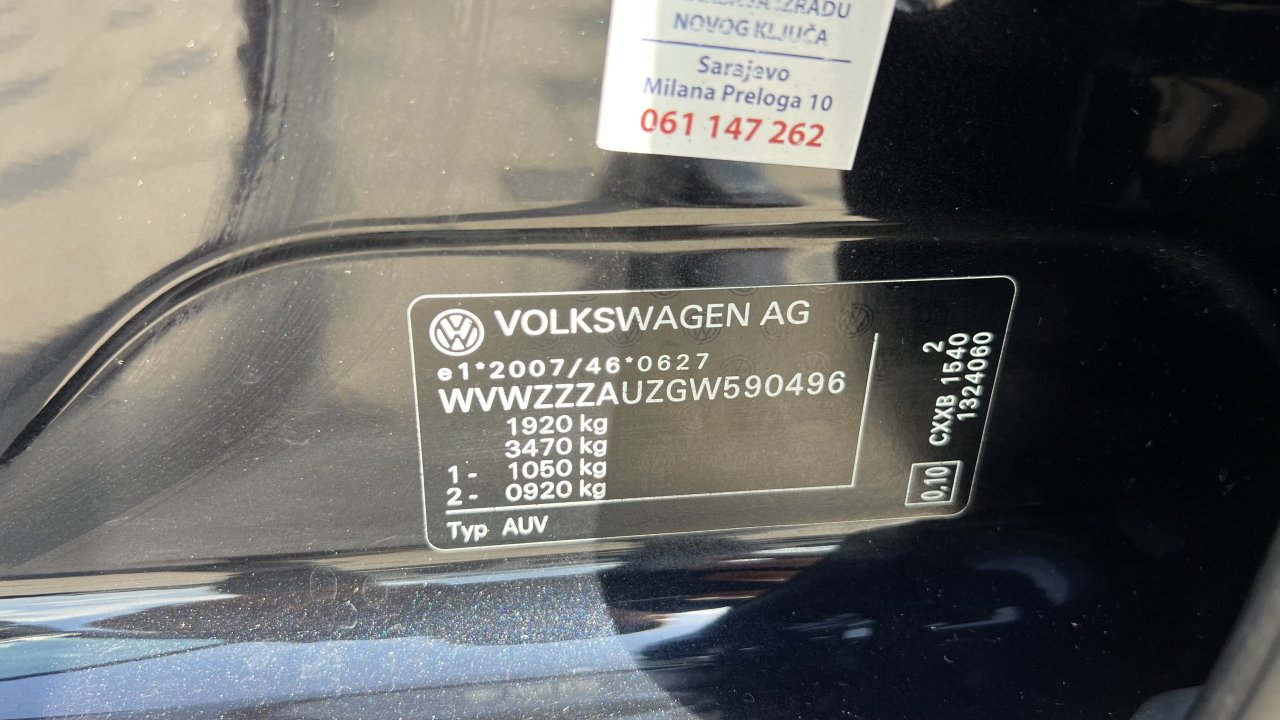 IZRADU
NOVOG KLJUČA
Sarajevo
Milana Preloga 10
061 147 262
VOLKSWAGEN AG
e1*2007/46*0627
WVWZZZAUZGW590496
1920 kg
3470 kg
1 - 1050 kg
2 - 0920 kg
Typ AUV
2
CXXB 1540
1324060
0,10